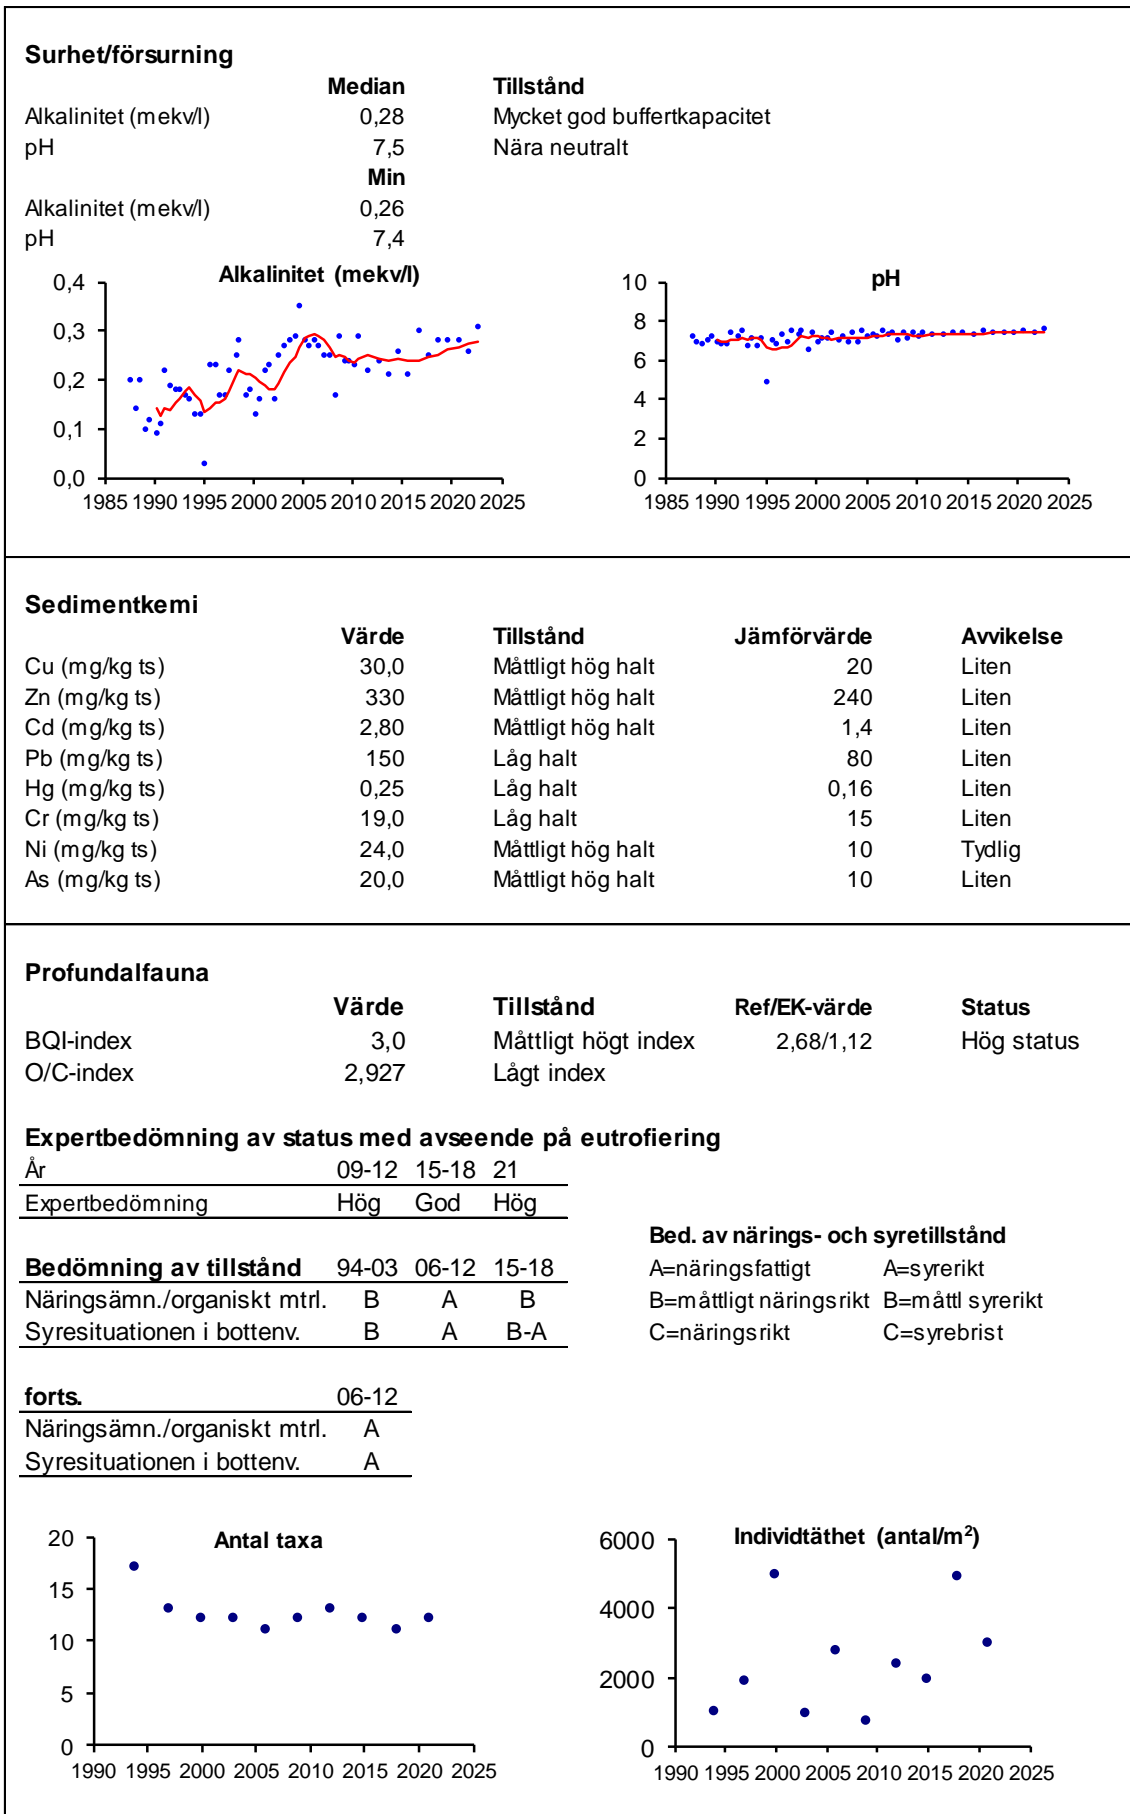 Surhet/försurning
Median Tillstånd
Alkalinitet (mekv/l) 0,28 Mycket god buffertkapacitet
pH 7,5 Nära neutralt
Min
Alkalinitet (mekv/l) 0,26
pH 7,4
Alkalinitet (mekv/l)
0,4
0,3
0,2
0,1
0,0
1985 1990 1995 2000 2005 2010 2015 2020 2025
pH
10
8
6
4
2
0
1985 1990 1995 2000 2005 2010 2015 2020 2025
Sedimentkemi
Värde Tillstånd Jämförvärde Avvikelse
Cu (mg/kg ts) 30,0 Måttligt hög halt 20 Liten
Zn (mg/kg ts) 330 Måttligt hög halt 240 Liten
Cd (mg/kg ts) 2,80 Måttligt hög halt 1,4 Liten
Pb (mg/kg ts) 150 Låg halt 80 Liten
Hg (mg/kg ts) 0,25 Låg halt 0,16 Liten
Cr (mg/kg ts) 19,0 Låg halt 15 Liten
Ni (mg/kg ts) 24,0 Måttligt hög halt 10 Tydlig
As (mg/kg ts) 20,0 Måttligt hög halt 10 Liten
Profundalfauna
Värde Tillstånd Ref/EK-värde Status
BQI-index 3,0 Måttligt högt index 2,68/1,12 Hög status
O/C-index 2,927 Lågt index
Expertbedömning av status med avseende på eutrofiering
År 09-12 15-18 21
Expertbedömning Hög God Hög
Bedömning av tillstånd 94-03 06-12 15-18
Näringsämn./organiskt mtrl. B A B
Syresituationen i bottenv. B A B-A
Bed. av närings- och syretillstånd
A=näringsfattigt A=syrerikt
B=måttligt näringsrikt B=måttl syrerikt
C=näringsrikt C=syrebrist
forts. 06-12
Näringsämn./organiskt mtrl. A
Syresituationen i bottenv. A
Antal taxa
20
15
10
5
0
1990 1995 2000 2005 2010 2015 2020 2025
Individtäthet (antal/m²)
6000
4000
2000
0
1990 1995 2000 2005 2010 2015 2020 2025